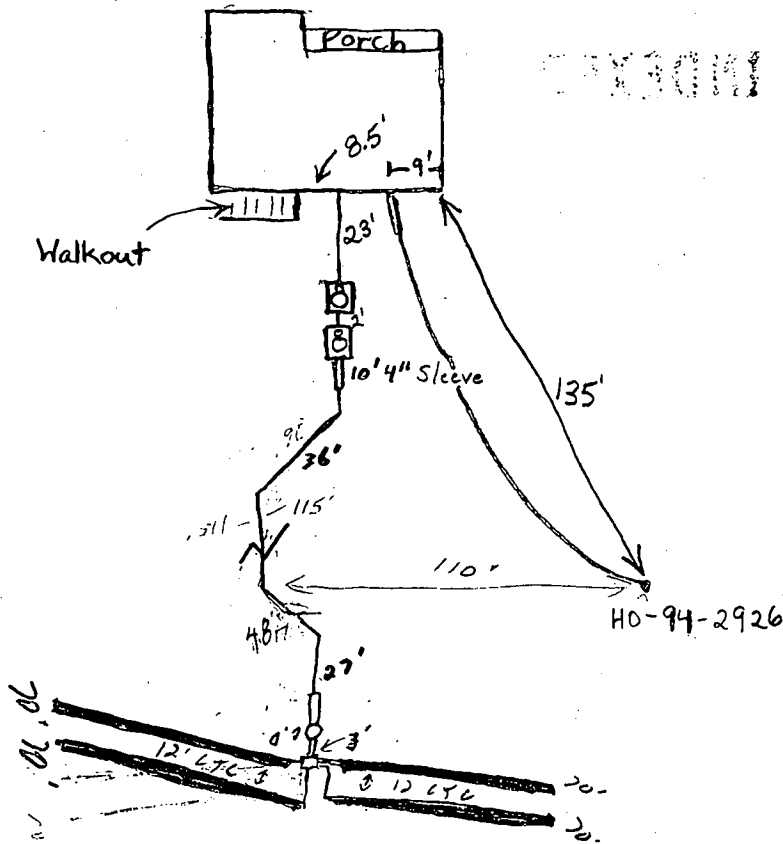 Porch
8.5'
9'
Walkout
23'
2'
10' 4" Sleeve
135'
36'
115'
110'
HO-94-2926
48'
27'
3'
12' CTC
12 CTC